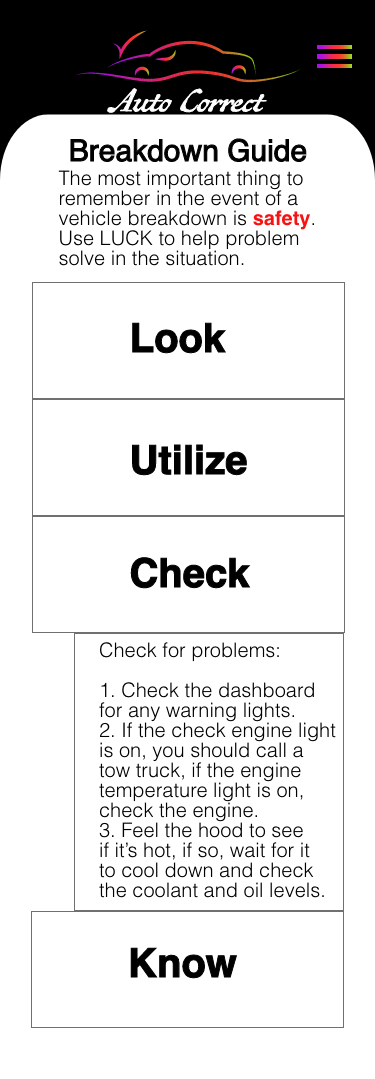 Auto Correct
Breakdown Guide
The most important thing to
remember in the event of a
vehicle breakdown is safety.
Use LUCK to help problem
solve in the situation.
Look
Utilize
Check
Check for problems:
1. Check the dashboard
for any warning lights.
2. If the check engine light
is on, you should call a
tow truck, if the engine
temperature light is on,
check the engine.
3. Feel the hood to see
if it’s hot, if so, wait for it
to cool down and check
the coolant and oil levels.
Know